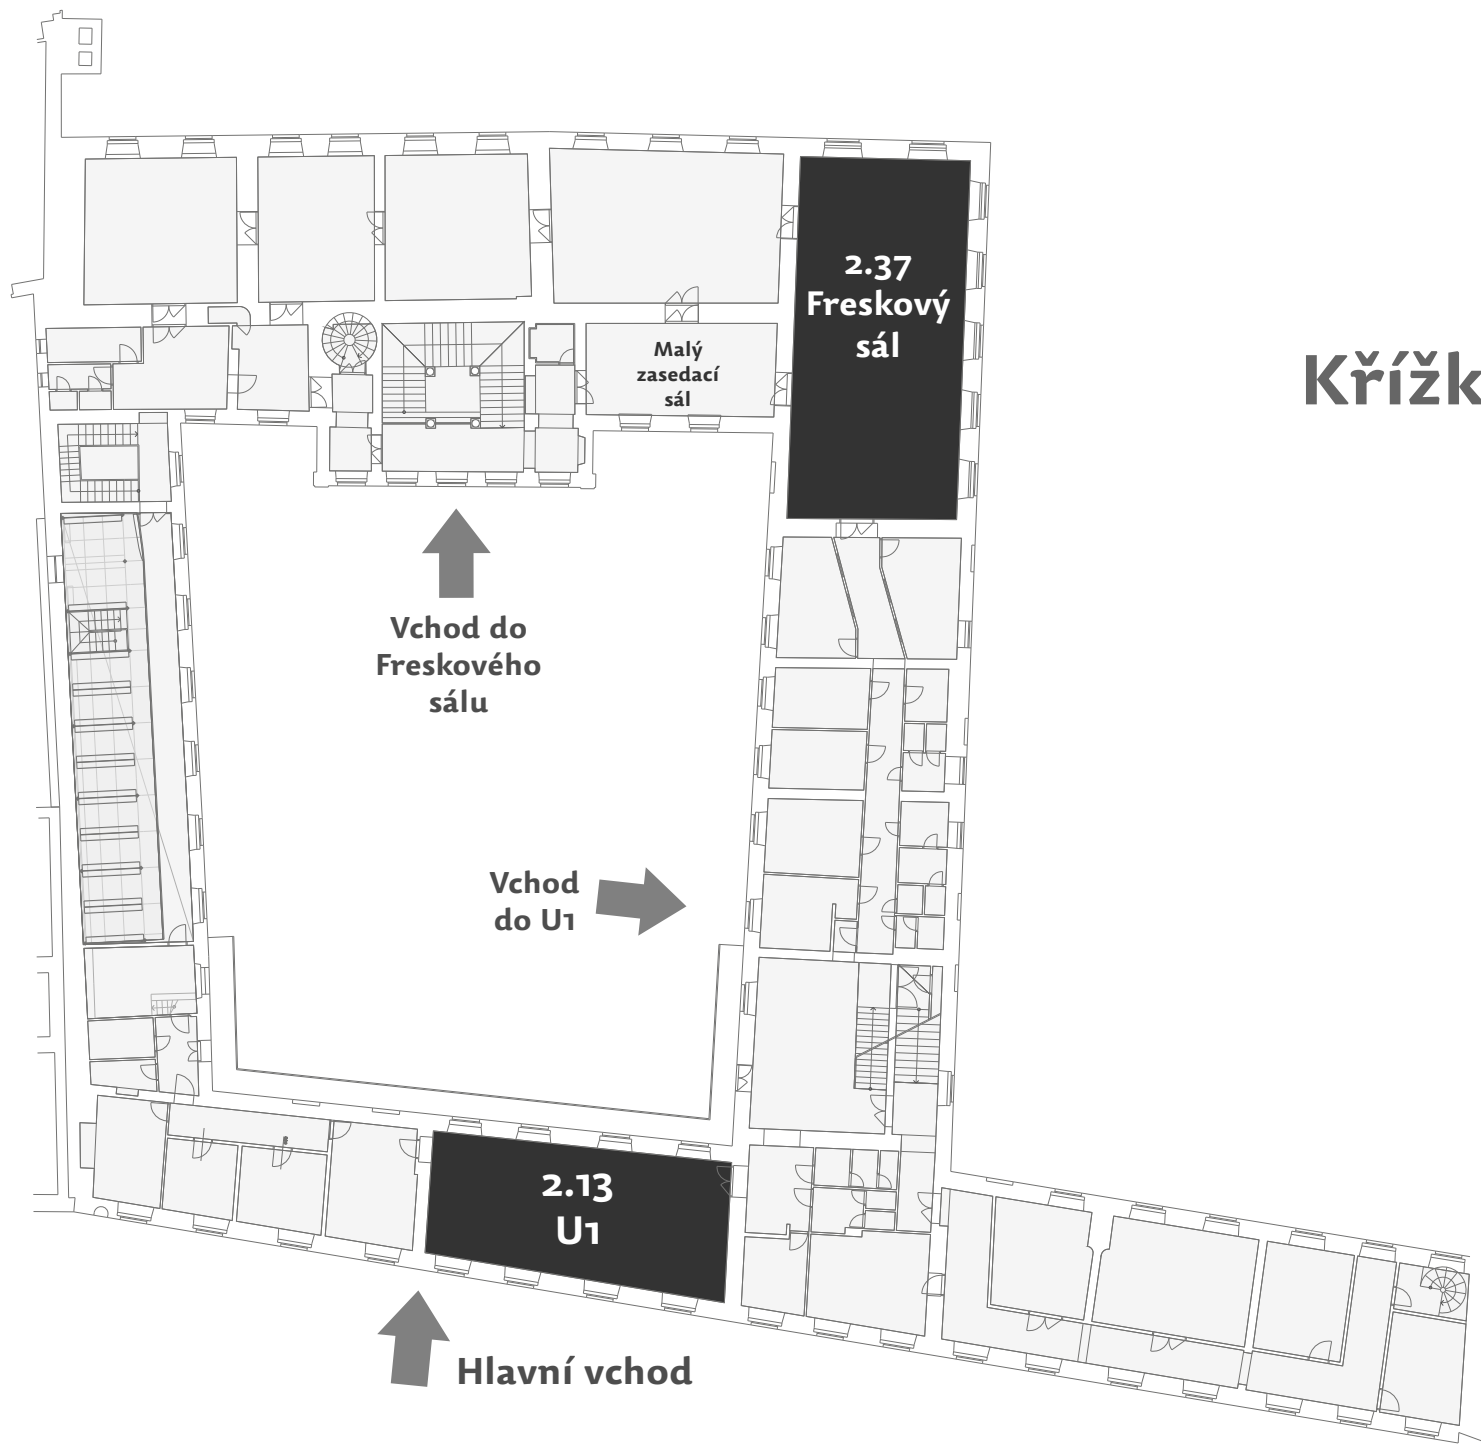 2.37
Freskový
sál
Malý
zasedací
sál
Křížk
Vchod do
Freskového
sálu
Vchod
do U1
2.13
U1
Hlavní vchod